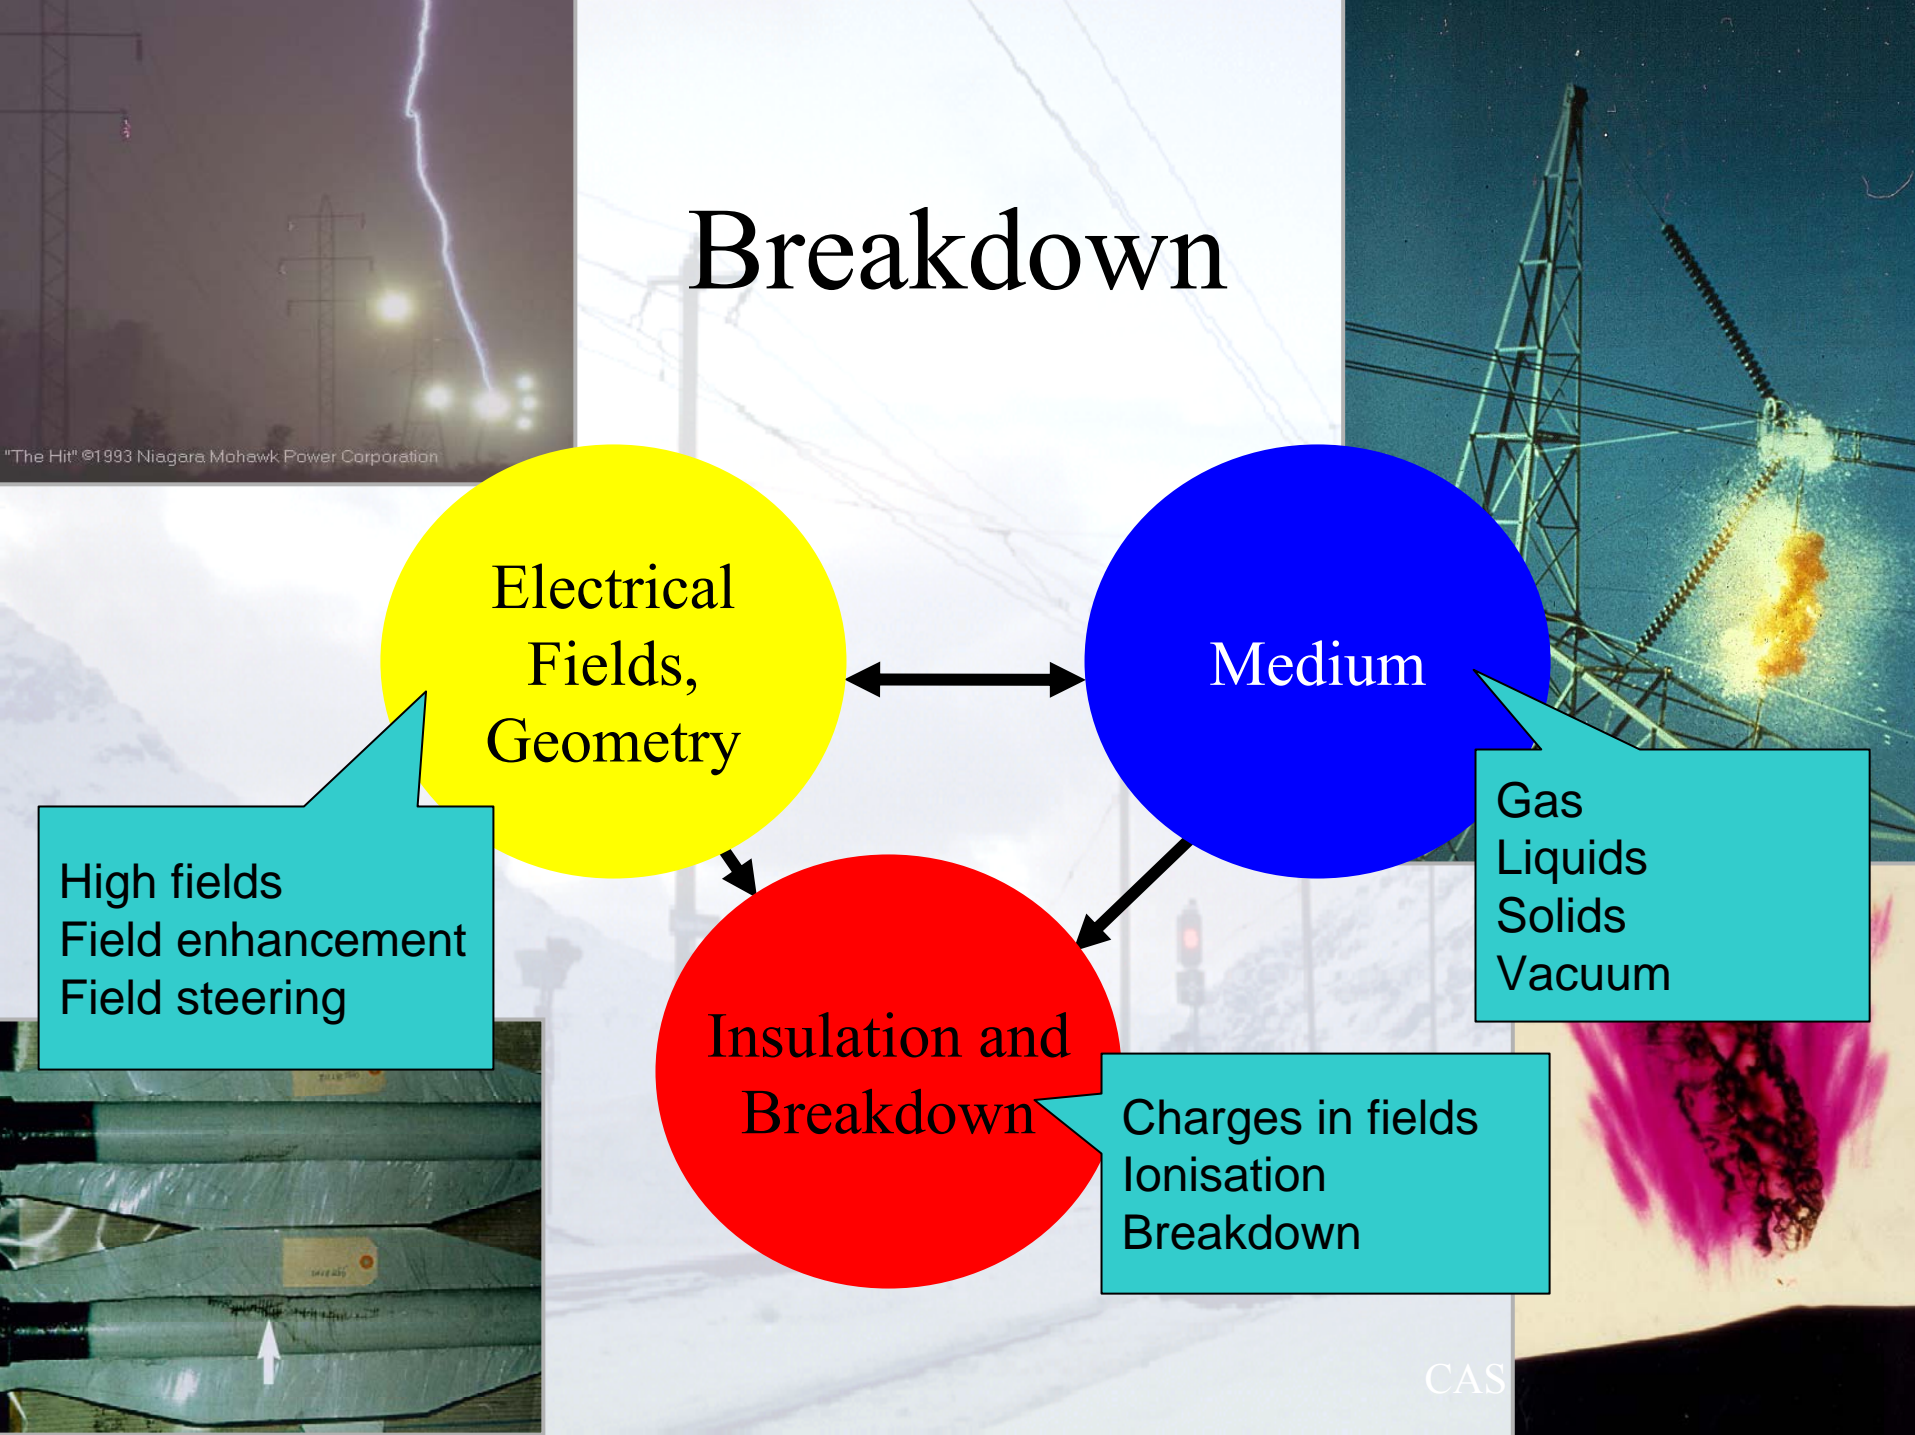 Breakdown
"The Hit" ©1993 Niagara Mohawk Power Corporation
Electrical
Fields,
Geometry
Medium
High fields
Field enhancement
Field steering
Gas
Liquids
Solids
Vacuum
Insulation and
Breakdown
Charges in fields
Ionisation
Breakdown
CAS